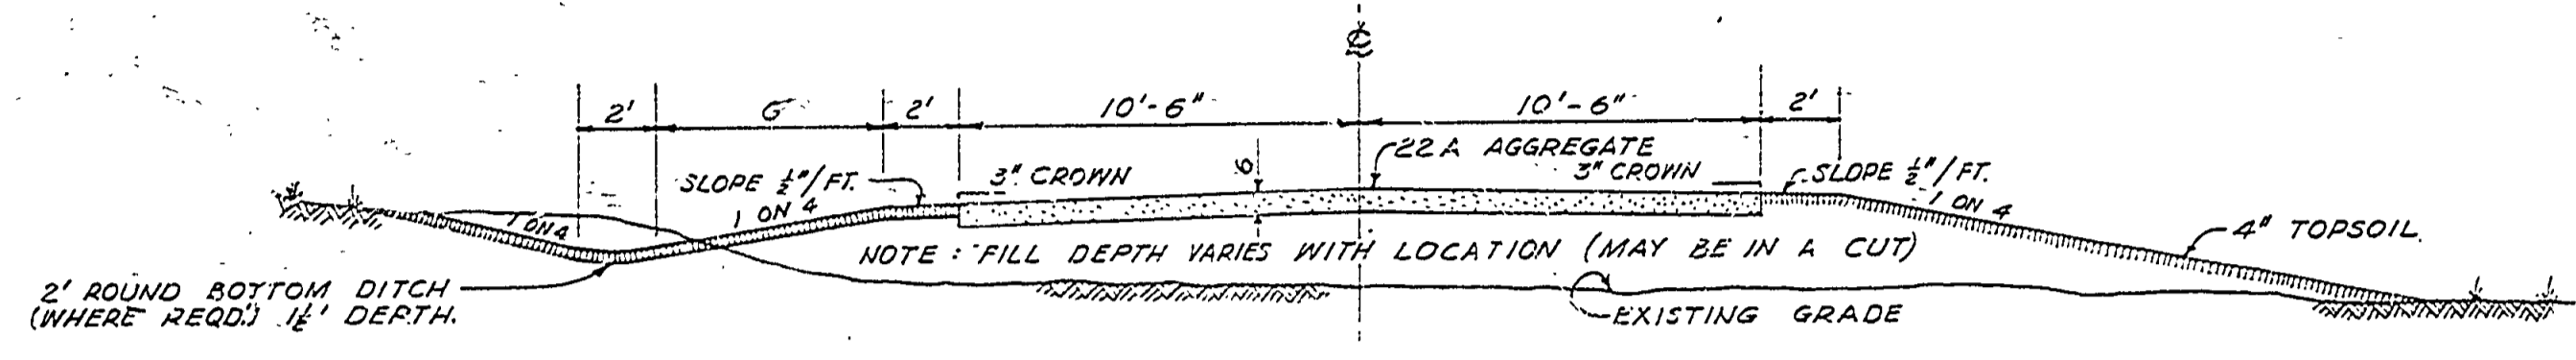 ℄
2'
6'
2'
10'-6"
10'-6"
2'
22A AGGREGATE
6
3" CROWN
3" CROWN
SLOPE ½"/FT.
SLOPE ½"/FT.
1 ON 4
1 ON 4
1 ON 4
4" TOPSOIL.
NOTE: FILL DEPTH VARIES WITH LOCATION (MAY BE IN A CUT)
2' ROUND BOTTOM DITCH
(WHERE REQD.) 1½' DEPTH.
EXISTING GRADE